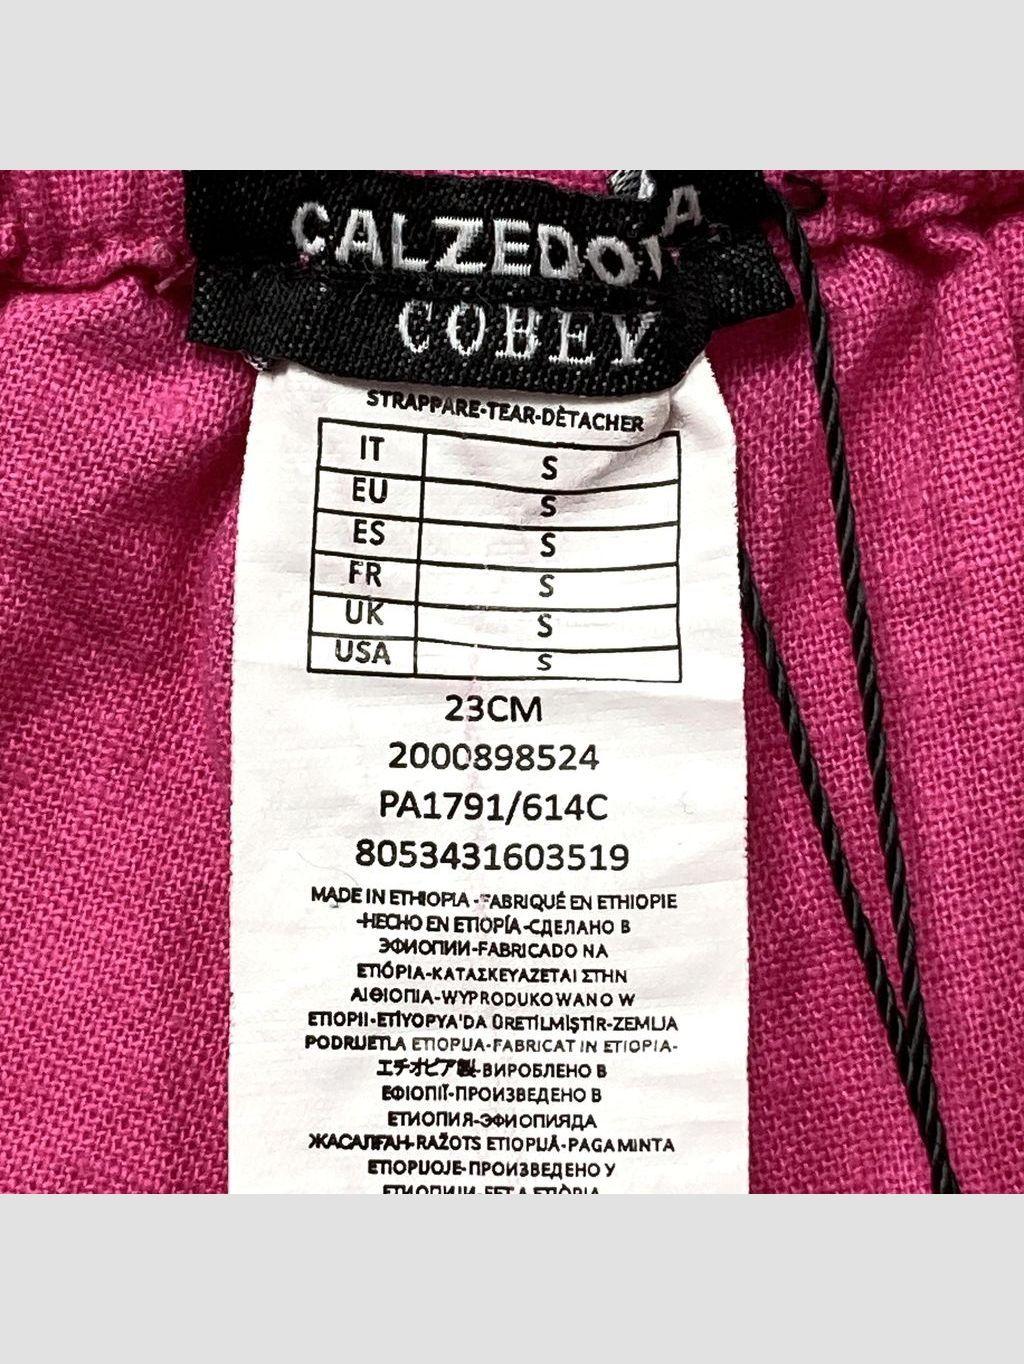 CALZEDO A
COBEY
STRAPPARE-TEAR-DÈTACHER
IT S
EU S
ES S
FR S
UK S
USA S
23CM
2000898524
PA1791/614C
8053431603519
MADE IN ETHIOPIA -FABRIQUÉ EN ETHIOPIE
-HECHO EN ETIOPÍA-СДЕЛАНО В
ЭФИОПИИ-FABRICADO NA
ETIÓPIA-ΚΑΤΑΣΚΕΥΑΖΕΤΑΙ ΣΤΗΝ
ΑΙΘΙΟΠΙΑ-WYPRODUKOWANO W
ETIOPII-ETİYOPYA'DA ÜRETİLMİŞTİR-ZEMLJA
PODRIJETLA ETIOPIJA-FABRICAT IN ETIOPIA-
エチオピア製-ВИРОБЛЕНО В
ЕФІОПІЇ-ПРОИЗВЕДЕНО В
ЕТИОПИЯ-ЭФИОПИЯДА
ЖАСАЛҒАН-RAŽOTS ETIOPIJĀ-PAGAMINTA
ETIOPIJOJE-ПРОИЗВЕДЕНО У